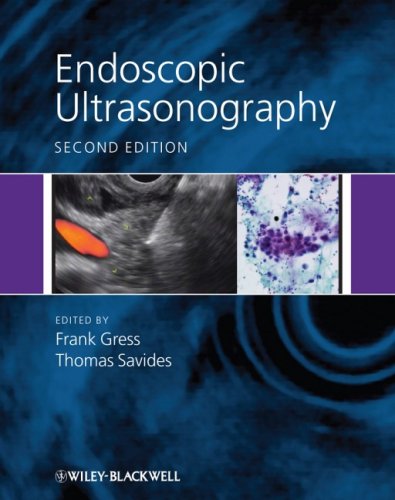 Endoscopic
Ultrasonography
SECOND EDITION
EDITED BY
Frank Gress
Thomas Savides
WILEY-BLACKWELL